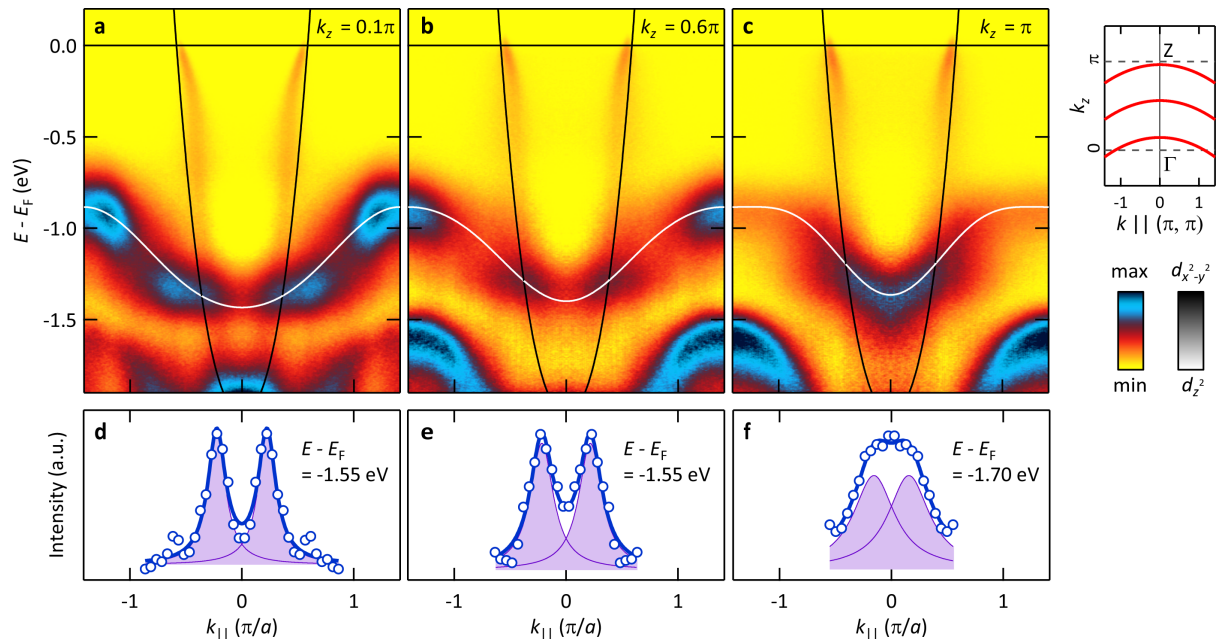 a
k_z = 0.1π
b
k_z = 0.6π
c
k_z = π
0.0
-0.5
-1.0
-1.5
E - E_F (eV)
π
0
k_z
Z
Γ
-1 0 1
k || (π, π)
max
min
d_x²-y²
d_z²
d
E - E_F
= -1.55 eV
e
E - E_F
= -1.55 eV
f
E - E_F
= -1.70 eV
Intensity (a.u.)
-1 0 1
-1 0 1
-1 0 1
k_|| (π/a)
k_|| (π/a)
k_|| (π/a)